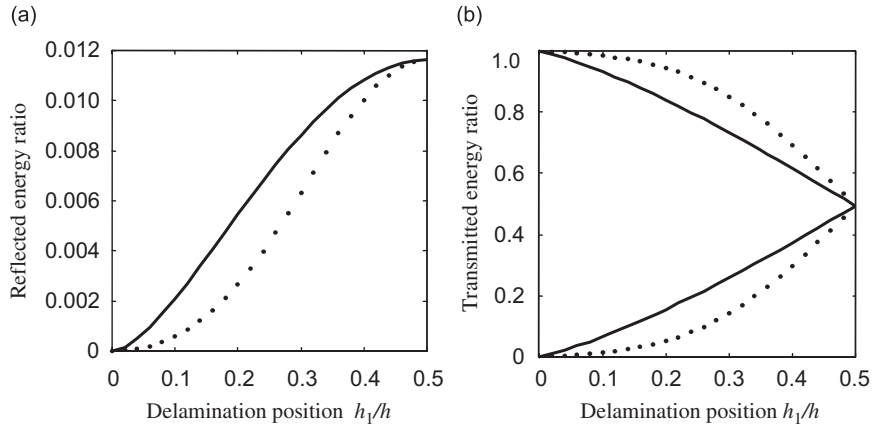 (a)
0.012
0.010
0.008
0.006
0.004
0.002
0
Reflected energy ratio
0 0.1 0.2 0.3 0.4 0.5
Delamination position h1/h
(b)
1.0
0.8
0.6
0.4
0.2
0
Transmitted energy ratio
0 0.1 0.2 0.3 0.4 0.5
Delamination position h1/h